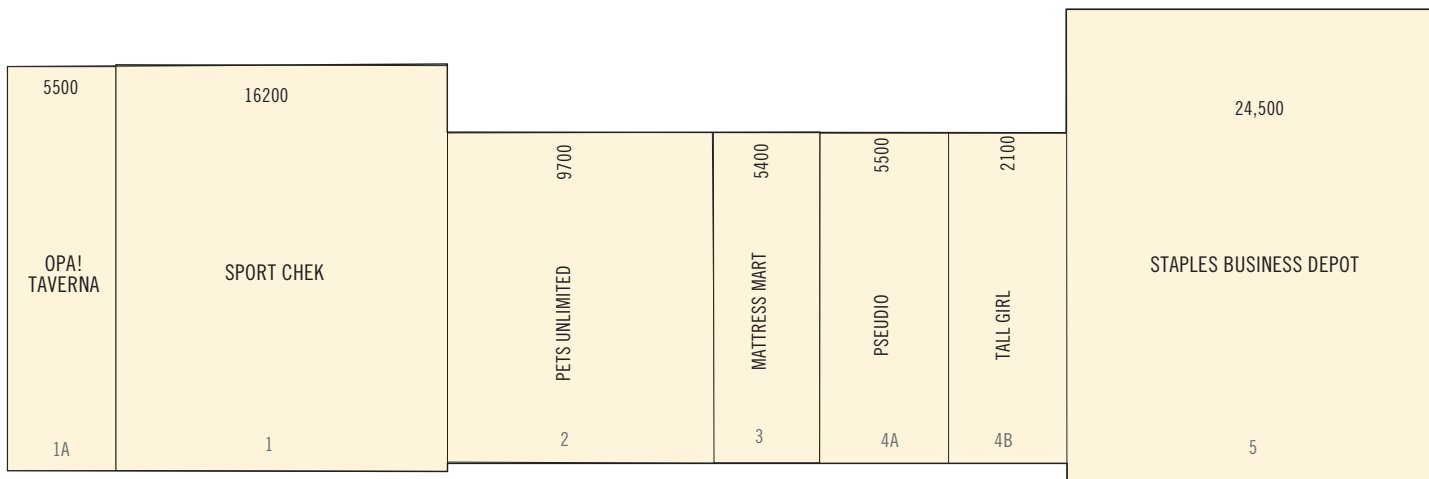 5500
OPA!
TAVERNA
1A
16200
SPORT CHEK
1
9700
PETS UNLIMITED
2
5400
MATTRESS MART
3
5500
PSEUDIO
4A
2100
TALL GIRL
4B
24,500
STAPLES BUSINESS DEPOT
5